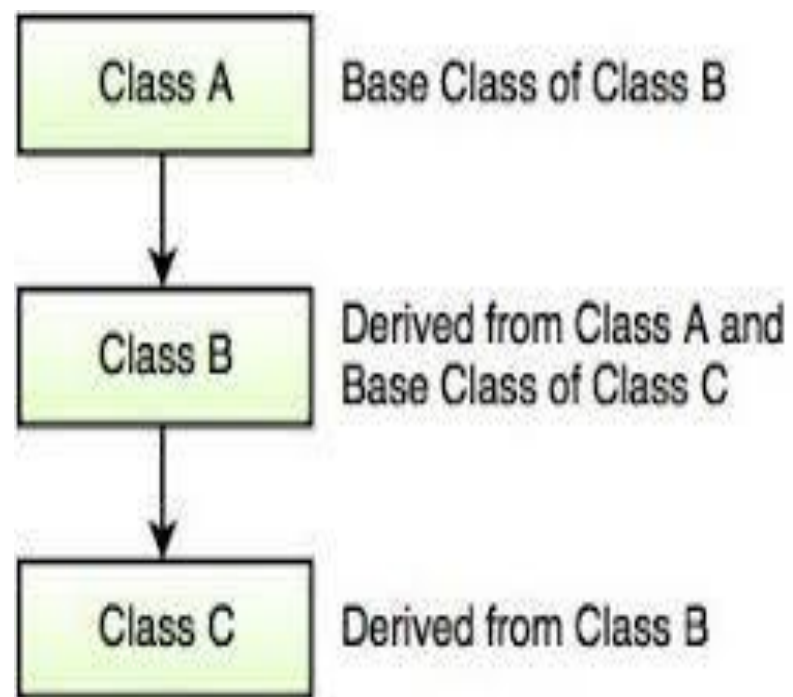 Class A
Base Class of Class B
Class B
Derived from Class A and
Base Class of Class C
Class C
Derived from Class B